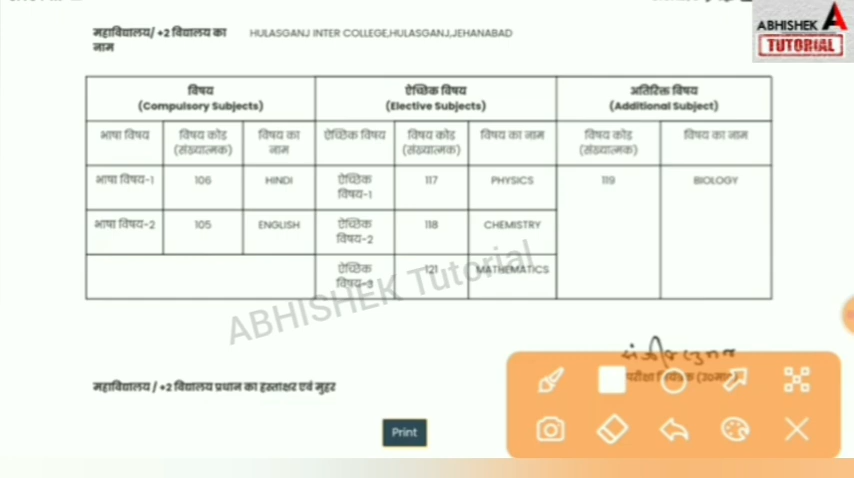 ABHISHEK
TUTORIAL
महाविद्यालय/ +2 विद्यालय का नाम HULASGANJ INTER COLLEGE,HULASGANJ,JEHANABAD
विषय (Compulsory Subjects) ऐच्छिक विषय (Elective Subjects) अतिरिक्त विषय (Additional Subject)
भाषा विषय विषय कोड (संख्यात्मक) विषय का नाम ऐच्छिक विषय विषय कोड (संख्यात्मक) विषय का नाम विषय कोड (संख्यात्मक) विषय का नाम
भाषा विषय-1 106 HINDI ऐच्छिक विषय-1 117 PHYSICS 119 BIOLOGY
भाषा विषय-2 105 ENGLISH ऐच्छिक विषय-2 118 CHEMISTRY
ऐच्छिक विषय-3 121 MATHEMATICS
ABHISHEK Tutorial
महाविद्यालय / +2 विद्यालय प्रधान का हस्ताक्षर एवं मुहर
Print